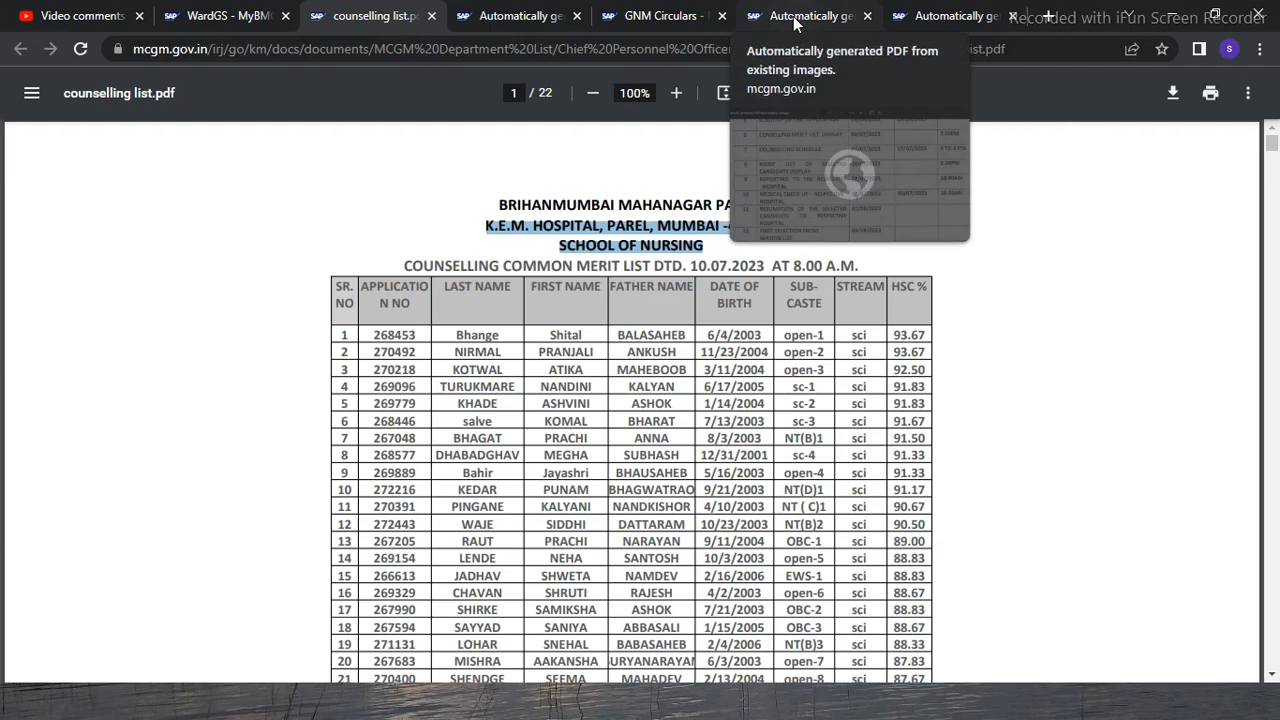 Video comments
WardGS - MyBM
counselling list.p
Automatically ge
GNM Circulars -
Automatically ge
Automatically ge
Recorded with iFun Screen Recorder
mcgm.gov.in/irj/go/km/docs/documents/MCGM%20Department%20List/Chief%20Personnel%20Office
st.pdf
S
Automatically generated PDF from
existing images.
mcgm.gov.in
counselling list.pdf
1 / 22
100%
BRIHANMUMBAI MAHANAGAR PA
K.E.M. HOSPITAL, PAREL, MUMBAI -
SCHOOL OF NURSING
COUNSELLING COMMON MERIT LIST DTD. 10.07.2023 AT 8.00 A.M.
SR. NO APPLICATIO N NO LAST NAME FIRST NAME FATHER NAME DATE OF BIRTH SUB- CASTE STREAM HSC %
1 268453 Bhange Shital BALASAHEB 6/4/2003 open-1 sci 93.67
2 270492 NIRMAL PRANJALI ANKUSH 11/23/2004 open-2 sci 93.67
3 270218 KOTWAL ATIKA MAHEBOOB 3/11/2004 open-3 sci 92.50
4 269096 TURUKMARE NANDINI KALYAN 6/17/2005 sc-1 sci 91.83
5 269779 KHADE ASHVINI ASHOK 1/14/2004 sc-2 sci 91.83
6 268446 salve KOMAL BHARAT 7/13/2003 sc-3 sci 91.67
7 267048 BHAGAT PRACHI ANNA 8/3/2003 NT(B)1 sci 91.50
8 268577 DHABADGHAV MEGHA SUBHASH 12/31/2001 sc-4 sci 91.33
9 269889 Bahir Jayashri BHAUSAHEB 5/16/2003 open-4 sci 91.33
10 272216 KEDAR PUNAM BHAGWATRAO 9/21/2003 NT(D)1 sci 91.17
11 270391 PINGANE KALYANI NANDKISHOR 4/10/2003 NT ( C)1 sci 90.67
12 272443 WAJE SIDDHI DATTARAM 10/23/2003 NT(B)2 sci 90.50
13 267205 RAUT PRACHI NARAYAN 9/11/2004 OBC-1 sci 89.00
14 269154 LENDE NEHA SANTOSH 10/3/2003 open-5 sci 88.83
15 266613 JADHAV SHWETA NAMDEV 2/16/2006 EWS-1 sci 88.83
16 269329 CHAVAN SHRUTI RAJESH 4/2/2003 open-6 sci 88.67
17 267990 SHIRKE SAMIKSHA ASHOK 7/21/2003 OBC-2 sci 88.83
18 267594 SAYYAD SANIYA ABBASALI 1/15/2005 OBC-3 sci 88.67
19 271131 LOHAR SNEHAL BABASAHEB 2/4/2006 NT(B)3 sci 88.33
20 267683 MISHRA AAKANSHA URYANARAYAN 6/3/2003 open-7 sci 87.83
21 270400 SHENDGE SEEMA MAHADEV 2/13/2004 open-8 sci 87.67